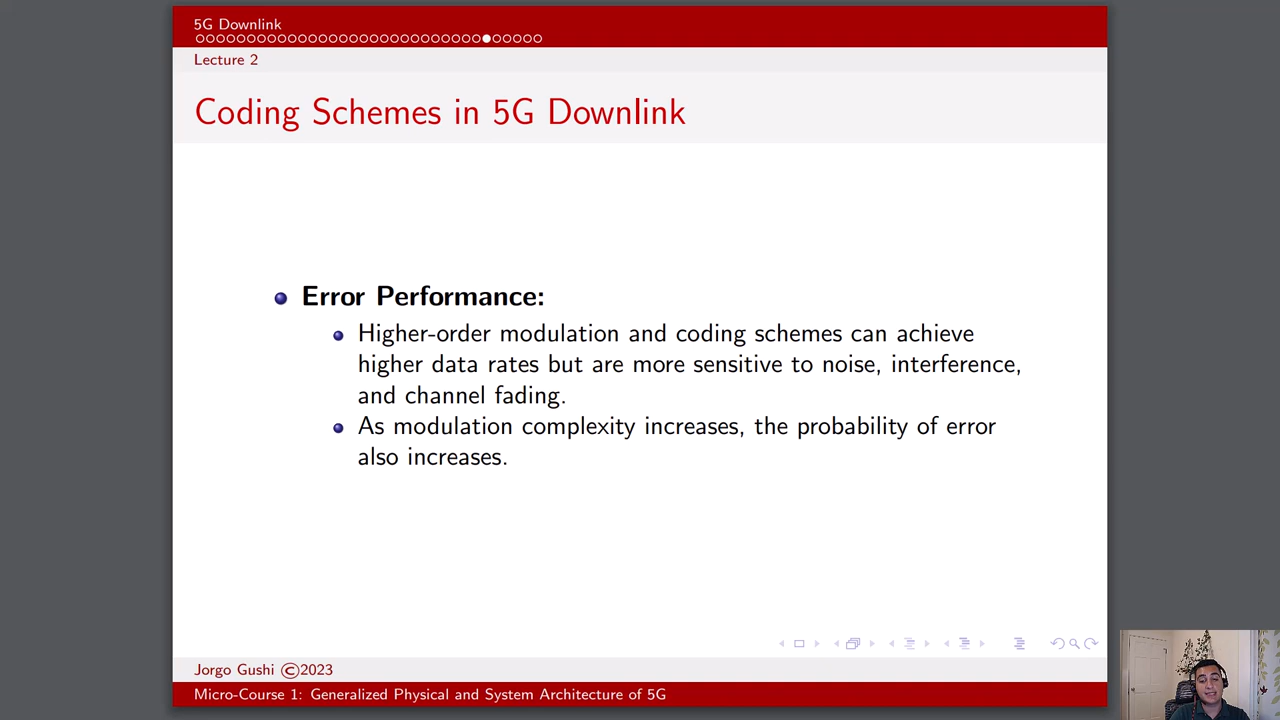 5G Downlink
Lecture 2
Coding Schemes in 5G Downlink
Error Performance:
Higher-order modulation and coding schemes can achieve
higher data rates but are more sensitive to noise, interference,
and channel fading.
As modulation complexity increases, the probability of error
also increases.
Jorgo Gushi ©2023
Micro-Course 1: Generalized Physical and System Architecture of 5G